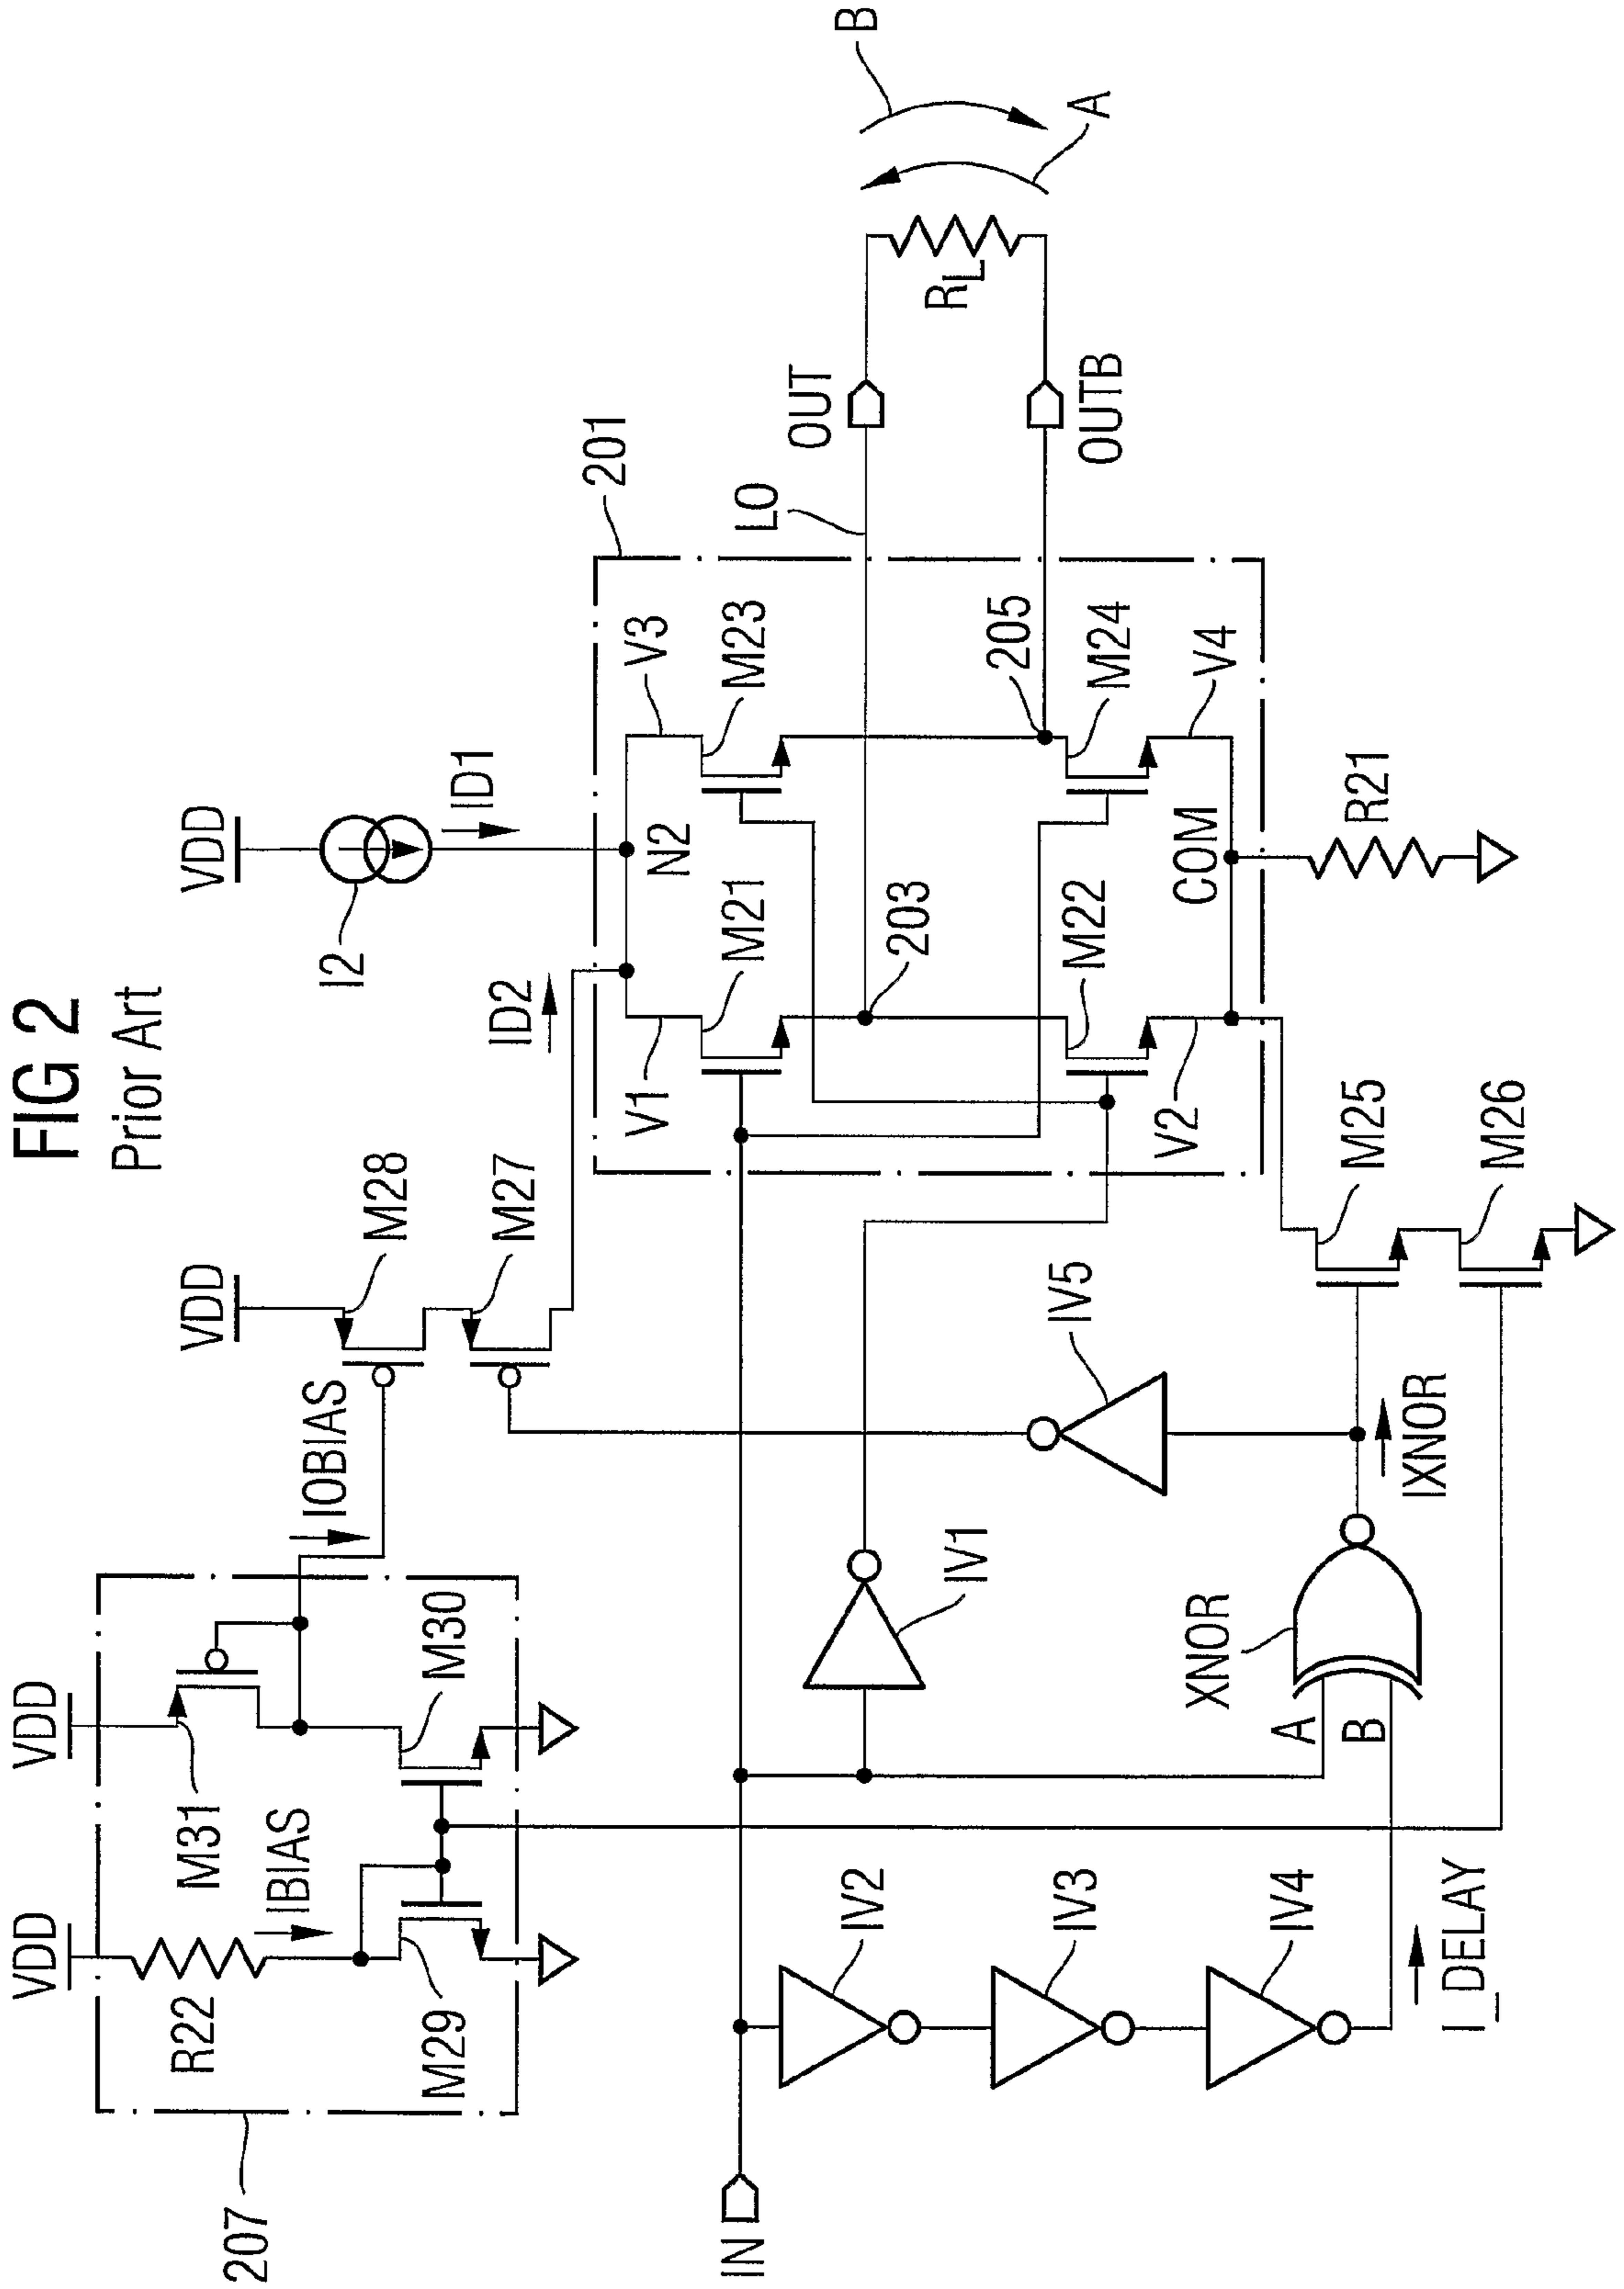 FIG 2
Prior Art
VDD
VDD
VDD
VDD
R22
IBIAS
M31
IOBIAS
M28
I2
ID1
M29
M30
M27
ID2
207
201
V1
M21
N2
V3
M23
LO
OUT
B
IN
IV2
IV1
203
205
RL
A
IV3
IV5
M22
M24
OUTB
V2
COM
V4
IV4
A
B
XNOR
IXNOR
M25
R21
I_DELAY
M26